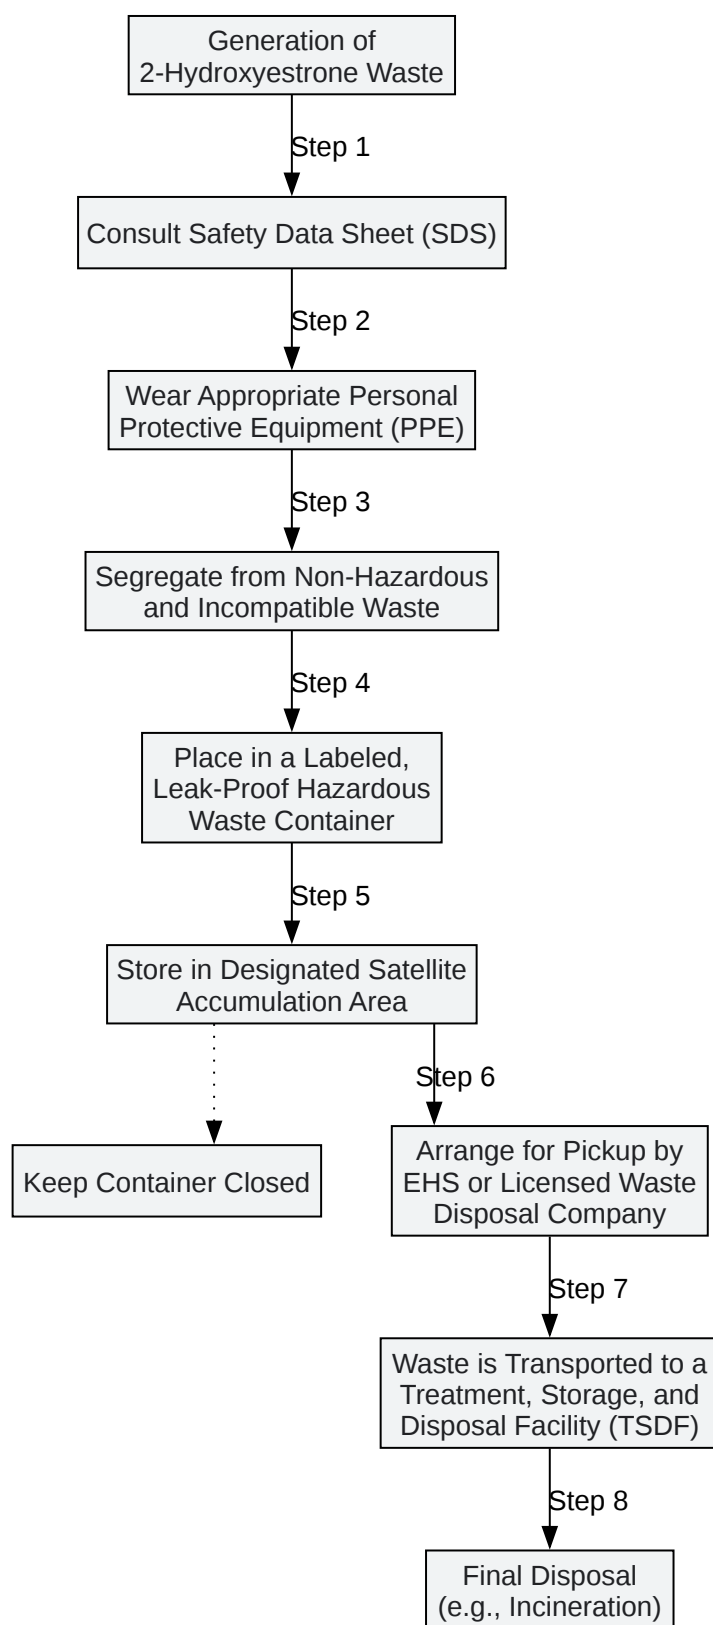 Generation of
2-Hydroxyestrone Waste
Step 1
Consult Safety Data Sheet (SDS)
Step 2
Wear Appropriate Personal
Protective Equipment (PPE)
Step 3
Segregate from Non-Hazardous
and Incompatible Waste
Step 4
Place in a Labeled,
Leak-Proof Hazardous
Waste Container
Step 5
Store in Designated Satellite
Accumulation Area
Step 6
Keep Container Closed
Arrange for Pickup by
EHS or Licensed Waste
Disposal Company
Step 7
Waste is Transported to a
Treatment, Storage, and
Disposal Facility (TSDF)
Step 8
Final Disposal
(e.g., Incineration)